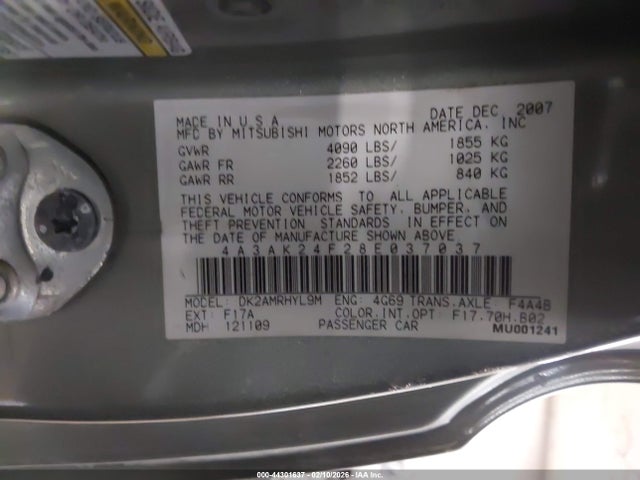 MADE IN U S A DATE DEC. 2007
MFD BY MITSUBISHI MOTORS NORTH AMERICA, INC
GVWR 4090 LBS/ 1855 KG
GAWR FR 2260 LBS/ 1025 KG
GAWR RR 1852 LBS/ 840 KG
THIS VEHICLE CONFORMS TO ALL APPLICABLE
FEDERAL MOTOR VEHICLE SAFETY, BUMPER, AND
THEFT PREVENTION STANDARDS IN EFFECT ON
THE DATE OF MANUFACTURE SHOWN ABOVE
4A3AK24F28E037037
MODEL: DK2AMRHYL9M ENG: 4G69 TRANS.AXLE: F4A4B
EXT: F17A COLOR.INT.OPT: F17.70H.B02
MDH 121109 PASSENGER CAR MU001241
000-44301637 - 02/10/2026 - IAA Inc.